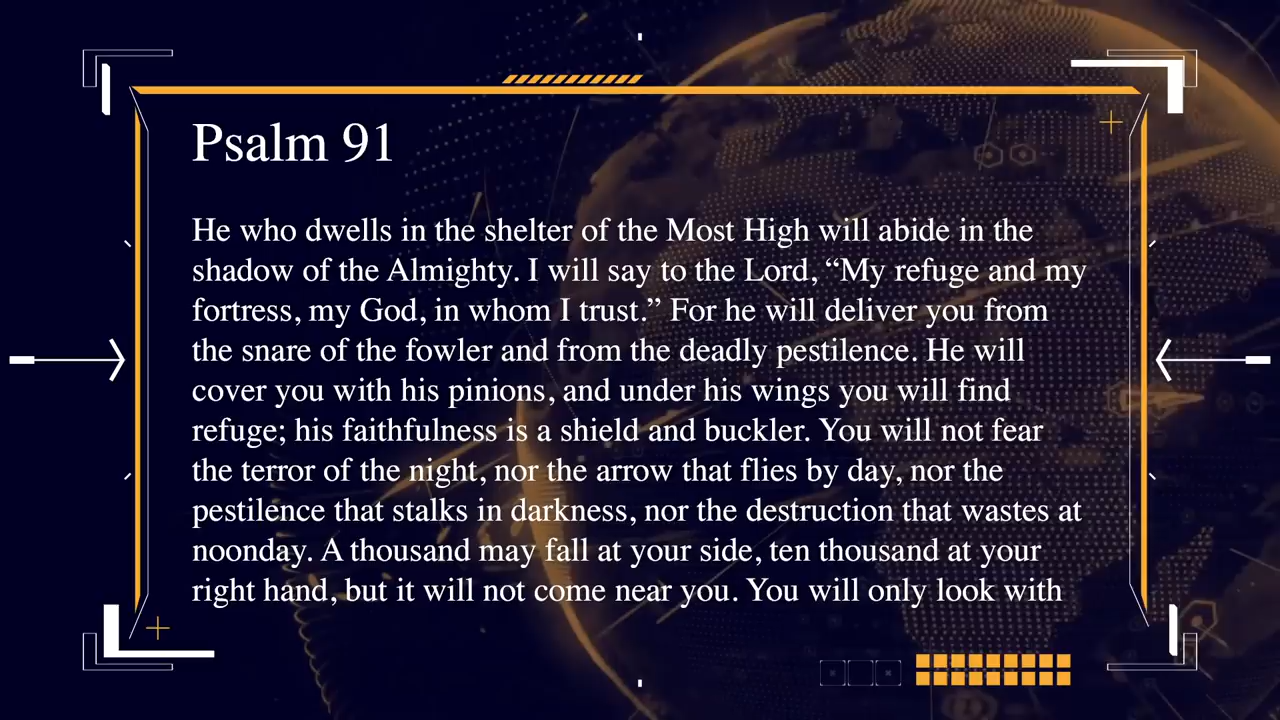 Psalm 91
He who dwells in the shelter of the Most High will abide in the
shadow of the Almighty. I will say to the Lord, “My refuge and my
fortress, my God, in whom I trust.” For he will deliver you from
the snare of the fowler and from the deadly pestilence. He will
cover you with his pinions, and under his wings you will find
refuge; his faithfulness is a shield and buckler. You will not fear
the terror of the night, nor the arrow that flies by day, nor the
pestilence that stalks in darkness, nor the destruction that wastes at
noonday. A thousand may fall at your side, ten thousand at your
right hand, but it will not come near you. You will only look with